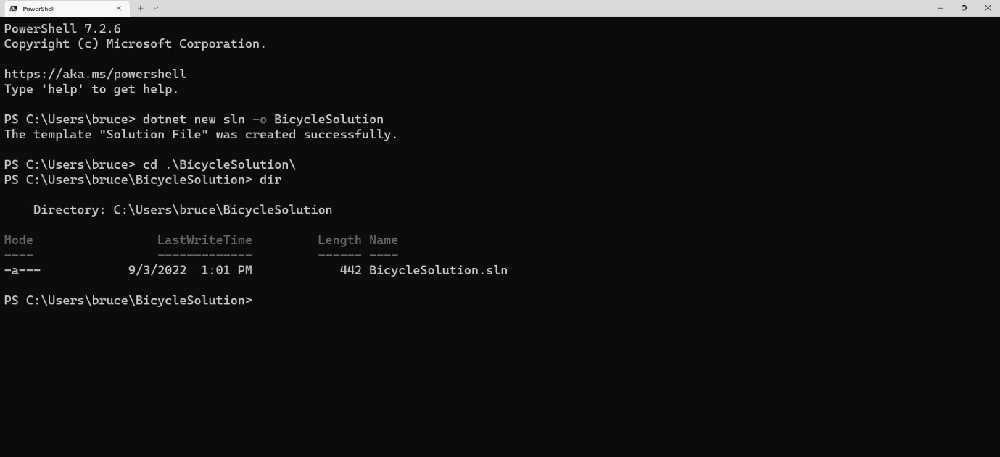 PowerShell
PowerShell 7.2.6
Copyright (c) Microsoft Corporation.
https://aka.ms/powershell
Type 'help' to get help.
PS C:\Users\bruce> dotnet new sln -o BicycleSolution
The template "Solution File" was created successfully.
PS C:\Users\bruce> cd .\BicycleSolution\
PS C:\Users\bruce\BicycleSolution> dir
    Directory: C:\Users\bruce\BicycleSolution
Mode                 LastWriteTime         Length Name
----                 -------------         ------ ----
-a---            9/3/2022  1:01 PM            442 BicycleSolution.sln
PS C:\Users\bruce\BicycleSolution>